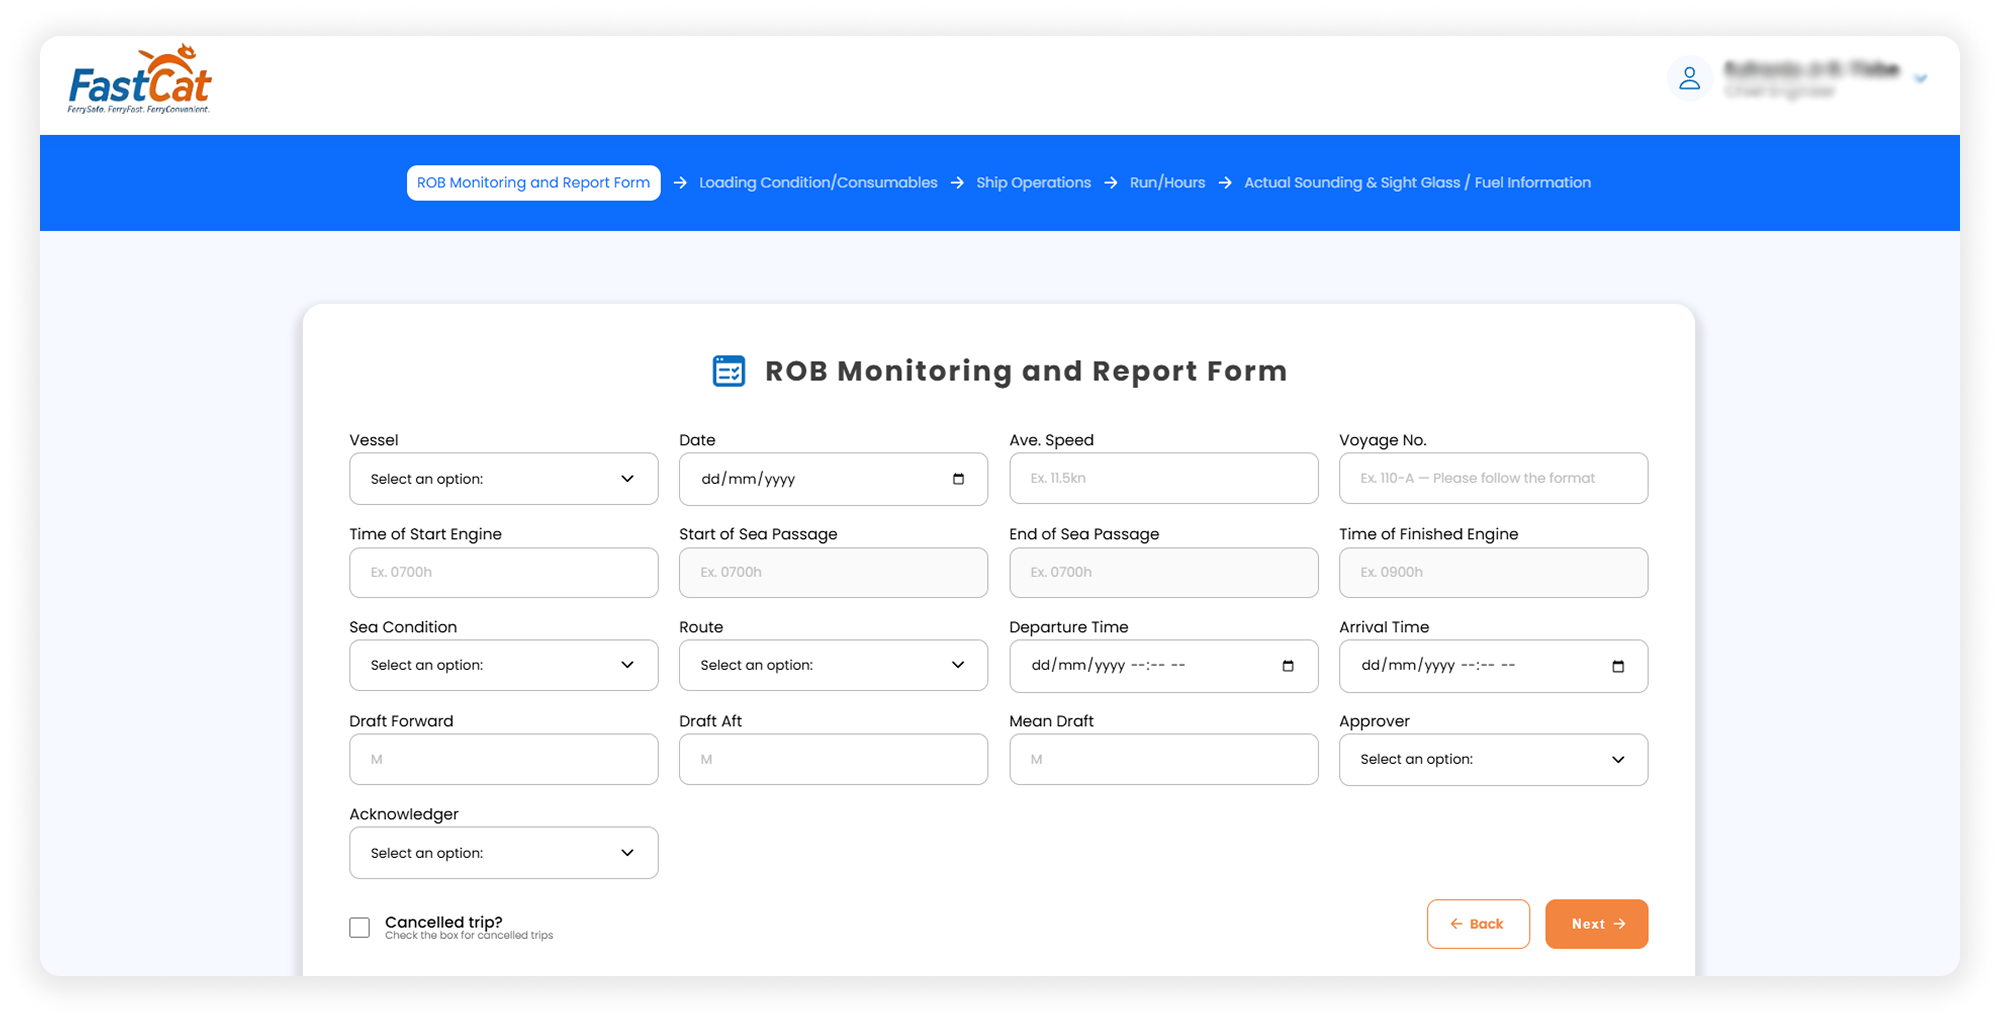 FastCat
FerrySafe. FerryFast. FerryConvenient.
ROB Monitoring and Report Form → Loading Condition/Consumables → Ship Operations → Run/Hours → Actual Sounding & Sight Glass / Fuel Information
ROB Monitoring and Report Form
Vessel Date Ave. Speed Voyage No.
Select an option: dd/mm/yyyy Ex. 11.5kn Ex. 110-A — Please follow the format
Time of Start Engine Start of Sea Passage End of Sea Passage Time of Finished Engine
Ex. 0700h Ex. 0700h Ex. 0700h Ex. 0900h
Sea Condition Route Departure Time Arrival Time
Select an option: Select an option: dd/mm/yyyy --:-- -- dd/mm/yyyy --:-- --
Draft Forward Draft Aft Mean Draft Approver
M M M Select an option:
Acknowledger
Select an option:
Cancelled trip?
Check the box for cancelled trips
← Back Next →